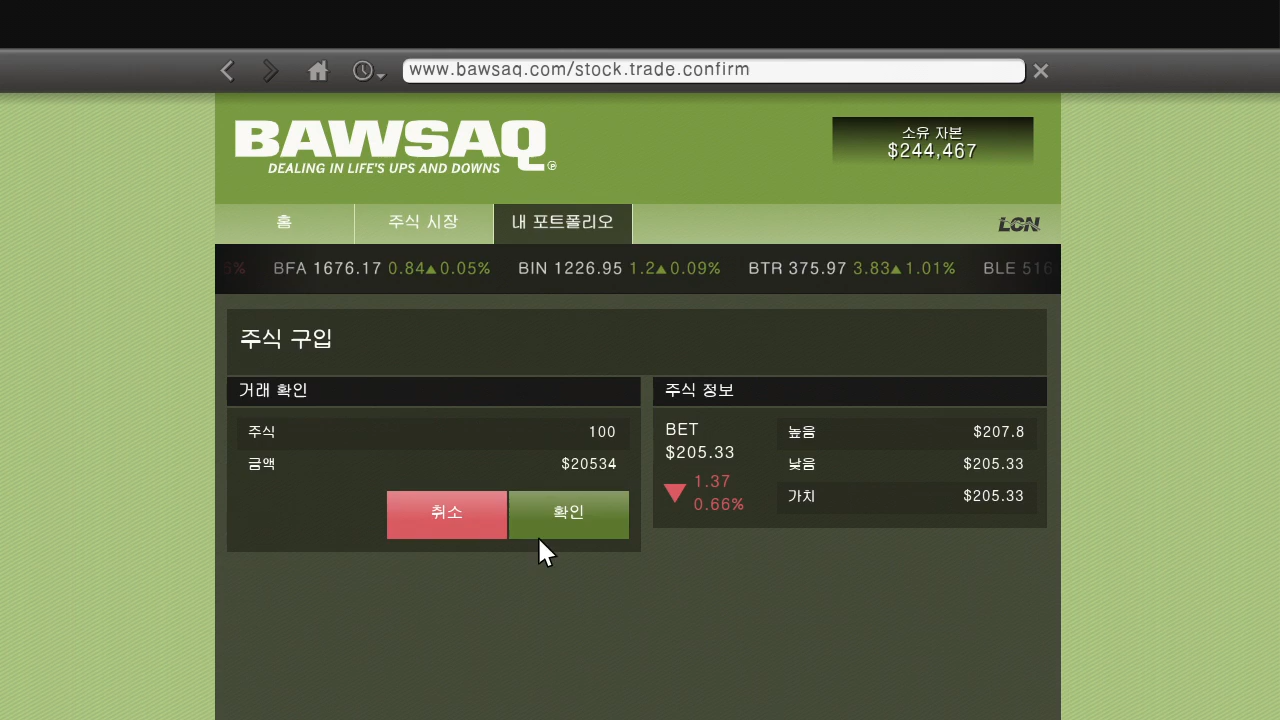 www.bawsaq.com/stock.trade.confirm
BAWSAQ
DEALING IN LIFE'S UPS AND DOWNS
소유 자본
$244,467
홈 주식 시장 내 포트폴리오 LCN
5% BFA 1676.17 0.84▲0.05% BIN 1226.95 1.2▲0.09% BTR 375.97 3.83▲1.01% BLE 516
주식 구입
거래 확인
주식 100
금액 $20534
취소 확인
주식 정보
BET
$205.33
▼ 1.37
0.66%
높음 $207.8
낮음 $205.33
가치 $205.33